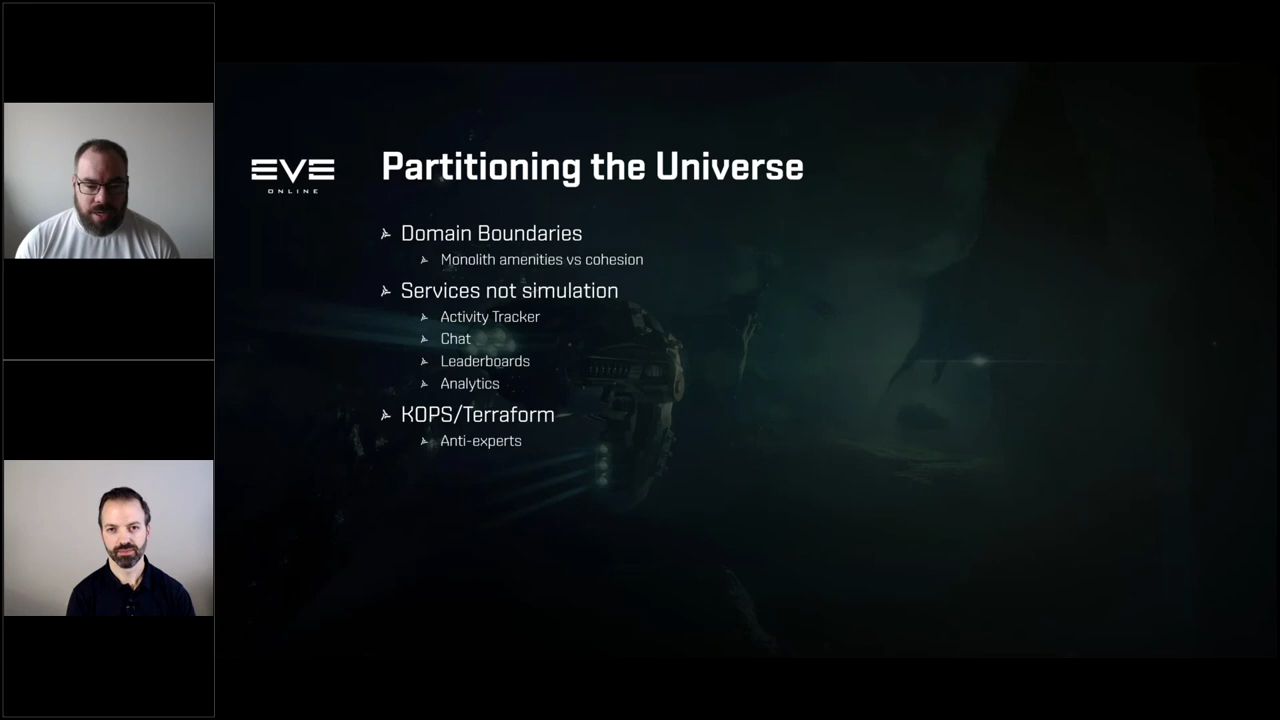 EVE
ONLINE
Partitioning the Universe
Domain Boundaries
Monolith amenities vs cohesion
Services not simulation
Activity Tracker
Chat
Leaderboards
Analytics
KOPS/Terraform
Anti-experts